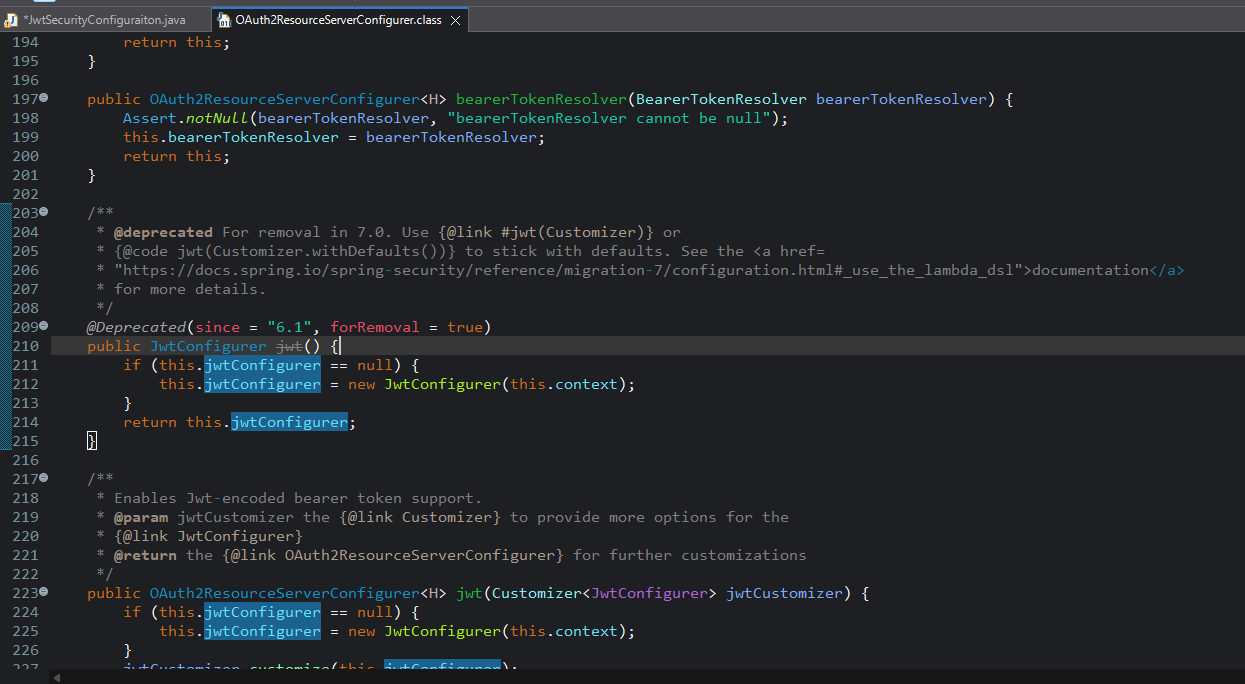 *JwtSecurityConfiguraiton.java OAuth2ResourceServerConfigurer.class
194 return this;
195 }
196
197 public OAuth2ResourceServerConfigurer<H> bearerTokenResolver(BearerTokenResolver bearerTokenResolver) {
198 Assert.notNull(bearerTokenResolver, "bearerTokenResolver cannot be null");
199 this.bearerTokenResolver = bearerTokenResolver;
200 return this;
201 }
202
203 /**
204 * @deprecated For removal in 7.0. Use {@link #jwt(Customizer)} or
205 * {@code jwt(Customizer.withDefaults())} to stick with defaults. See the <a href=
206 * "https://docs.spring.io/spring-security/reference/migration-7/configuration.html#_use_the_lambda_dsl">documentation</a>
207 * for more details.
208 */
209 @Deprecated(since = "6.1", forRemoval = true)
210 public JwtConfigurer jwt() {
211 if (this.jwtConfigurer == null) {
212 this.jwtConfigurer = new JwtConfigurer(this.context);
213 }
214 return this.jwtConfigurer;
215 }
216
217 /**
218 * Enables Jwt-encoded bearer token support.
219 * @param jwtCustomizer the {@link Customizer} to provide more options for the
220 * {@link JwtConfigurer}
221 * @return the {@link OAuth2ResourceServerConfigurer} for further customizations
222 */
223 public OAuth2ResourceServerConfigurer<H> jwt(Customizer<JwtConfigurer> jwtCustomizer) {
224 if (this.jwtConfigurer == null) {
225 this.jwtConfigurer = new JwtConfigurer(this.context);
226 }
227 jwtCustomizer.customize(this.jwtConfigurer);